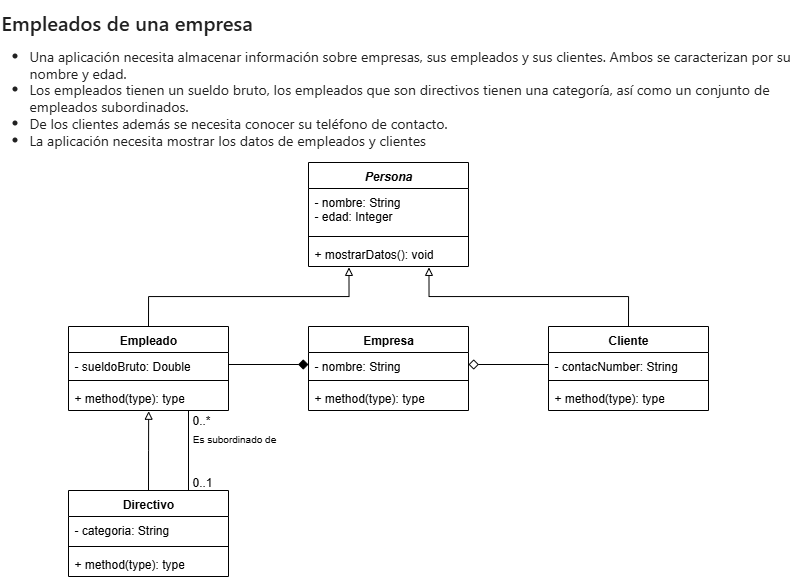 Empleados de una empresa
Una aplicación necesita almacenar información sobre empresas, sus empleados y sus clientes. Ambos se caracterizan por su
nombre y edad.
Los empleados tienen un sueldo bruto, los empleados que son directivos tienen una categoría, así como un conjunto de
empleados subordinados.
De los clientes además se necesita conocer su teléfono de contacto.
La aplicación necesita mostrar los datos de empleados y clientes
Persona
- nombre: String
- edad: Integer
+ mostrarDatos(): void
Empleado
- sueldoBruto: Double
+ method(type): type
Empresa
- nombre: String
+ method(type): type
Cliente
- contacNumber: String
+ method(type): type
0..*
Es subordinado de
0..1
Directivo
- categoria: String
+ method(type): type